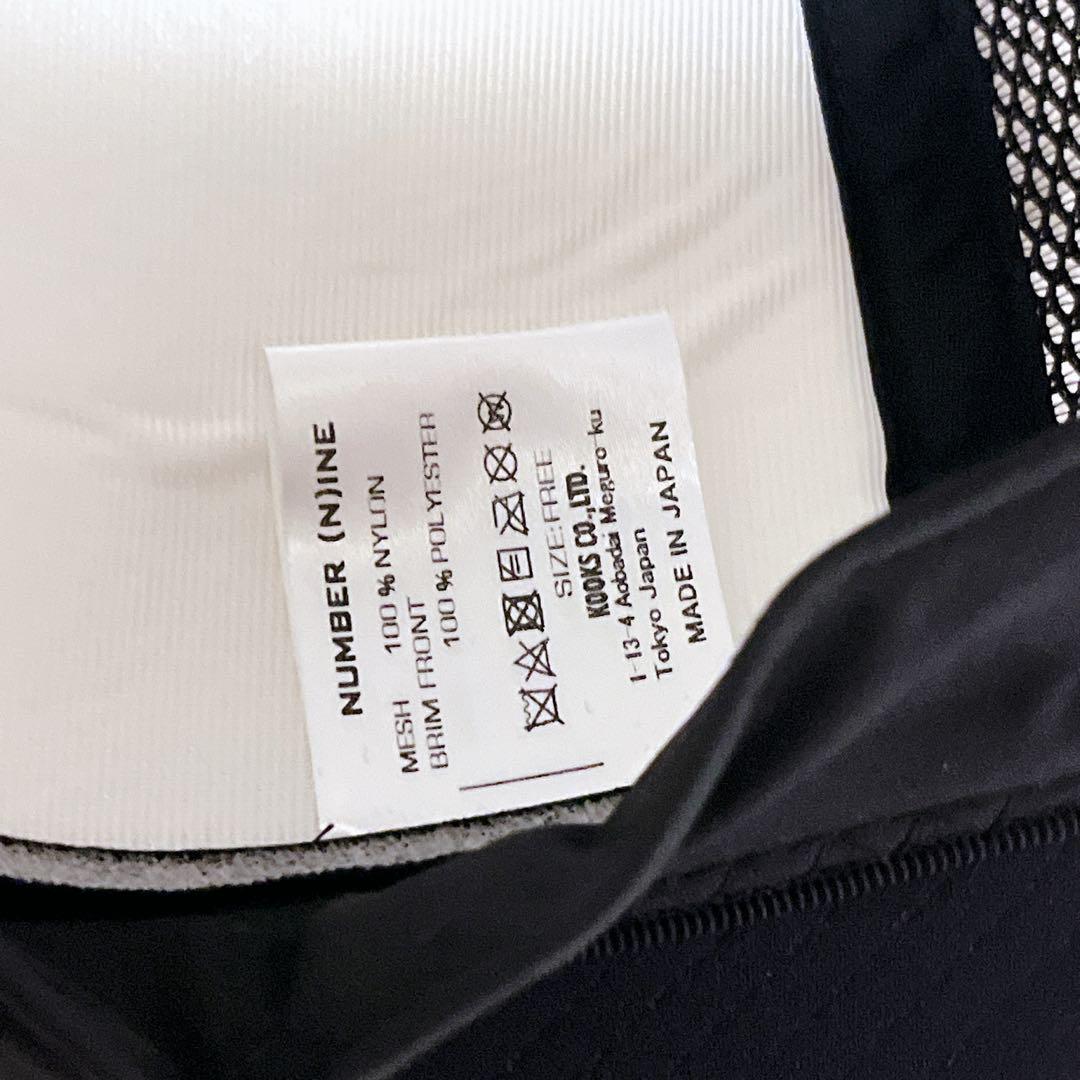 NUMBER (N)INE
MESH 100%NYLON
BRIM FRONT
100%POLYESTER
SIZE:FREE
KOOKS CO.,LTD.
1-13-4 Aobadai Meguro-ku
Tokyo Japan
MADE IN JAPAN